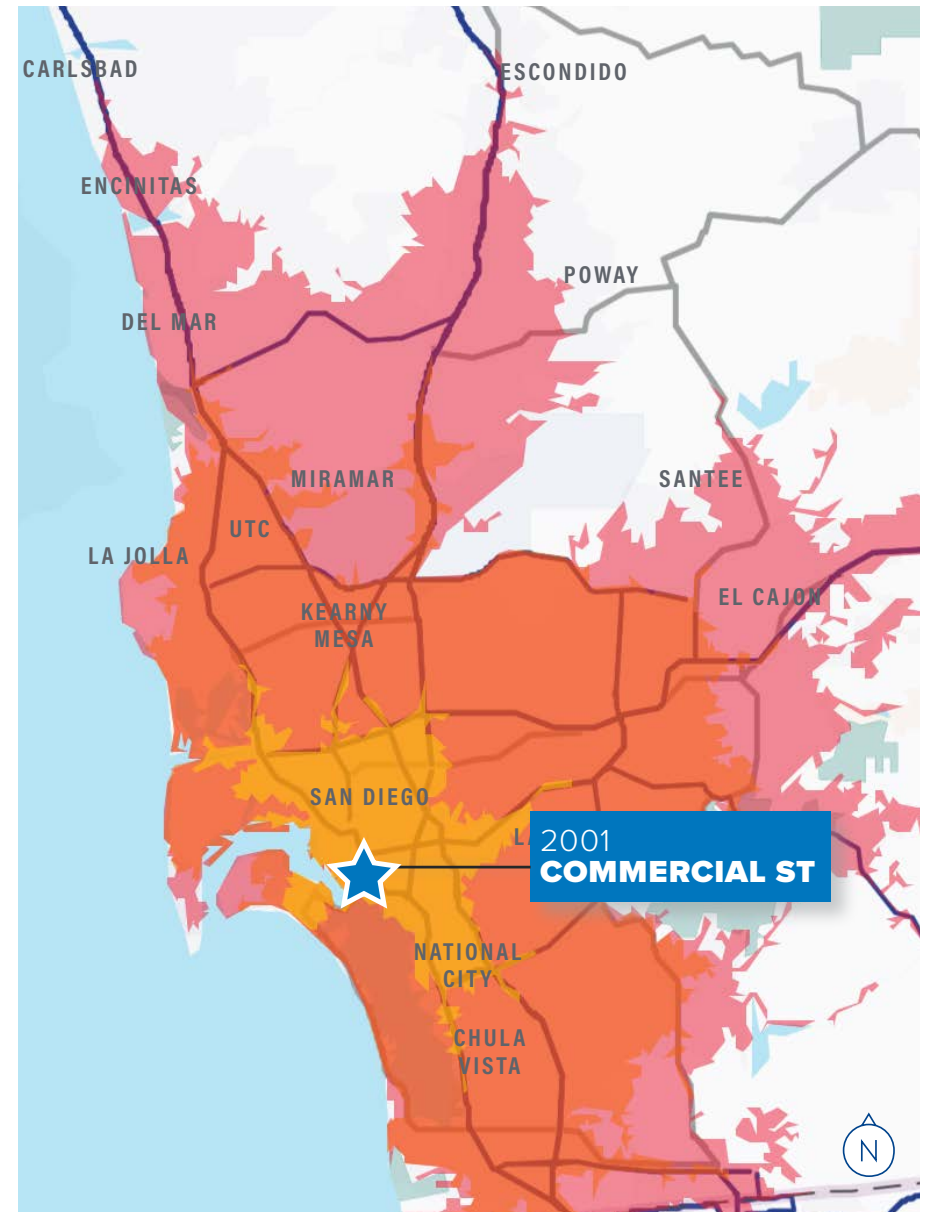 CARLSBAD
ESCONDIDO
ENCINITAS
POWAY
DEL MAR
MIRAMAR
SANTEE
UTC
LA JOLLA
EL CAJON
KEARNY
MESA
SAN DIEGO
2001
COMMERCIAL ST
NATIONAL
CITY
CHULA
VISTA
N